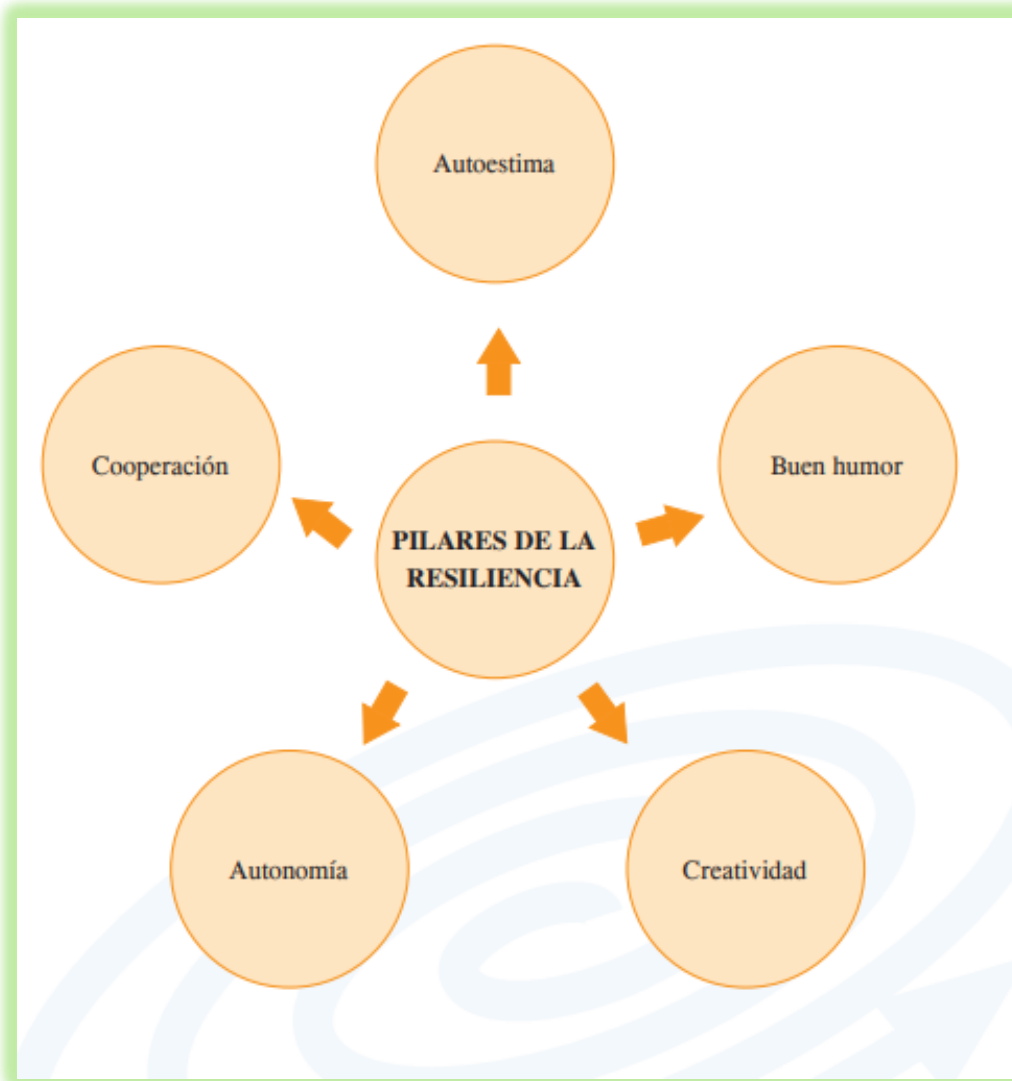 Autoestima
Cooperación
Buen humor
PILARES DE LA
RESILIENCIA
Autonomía
Creatividad